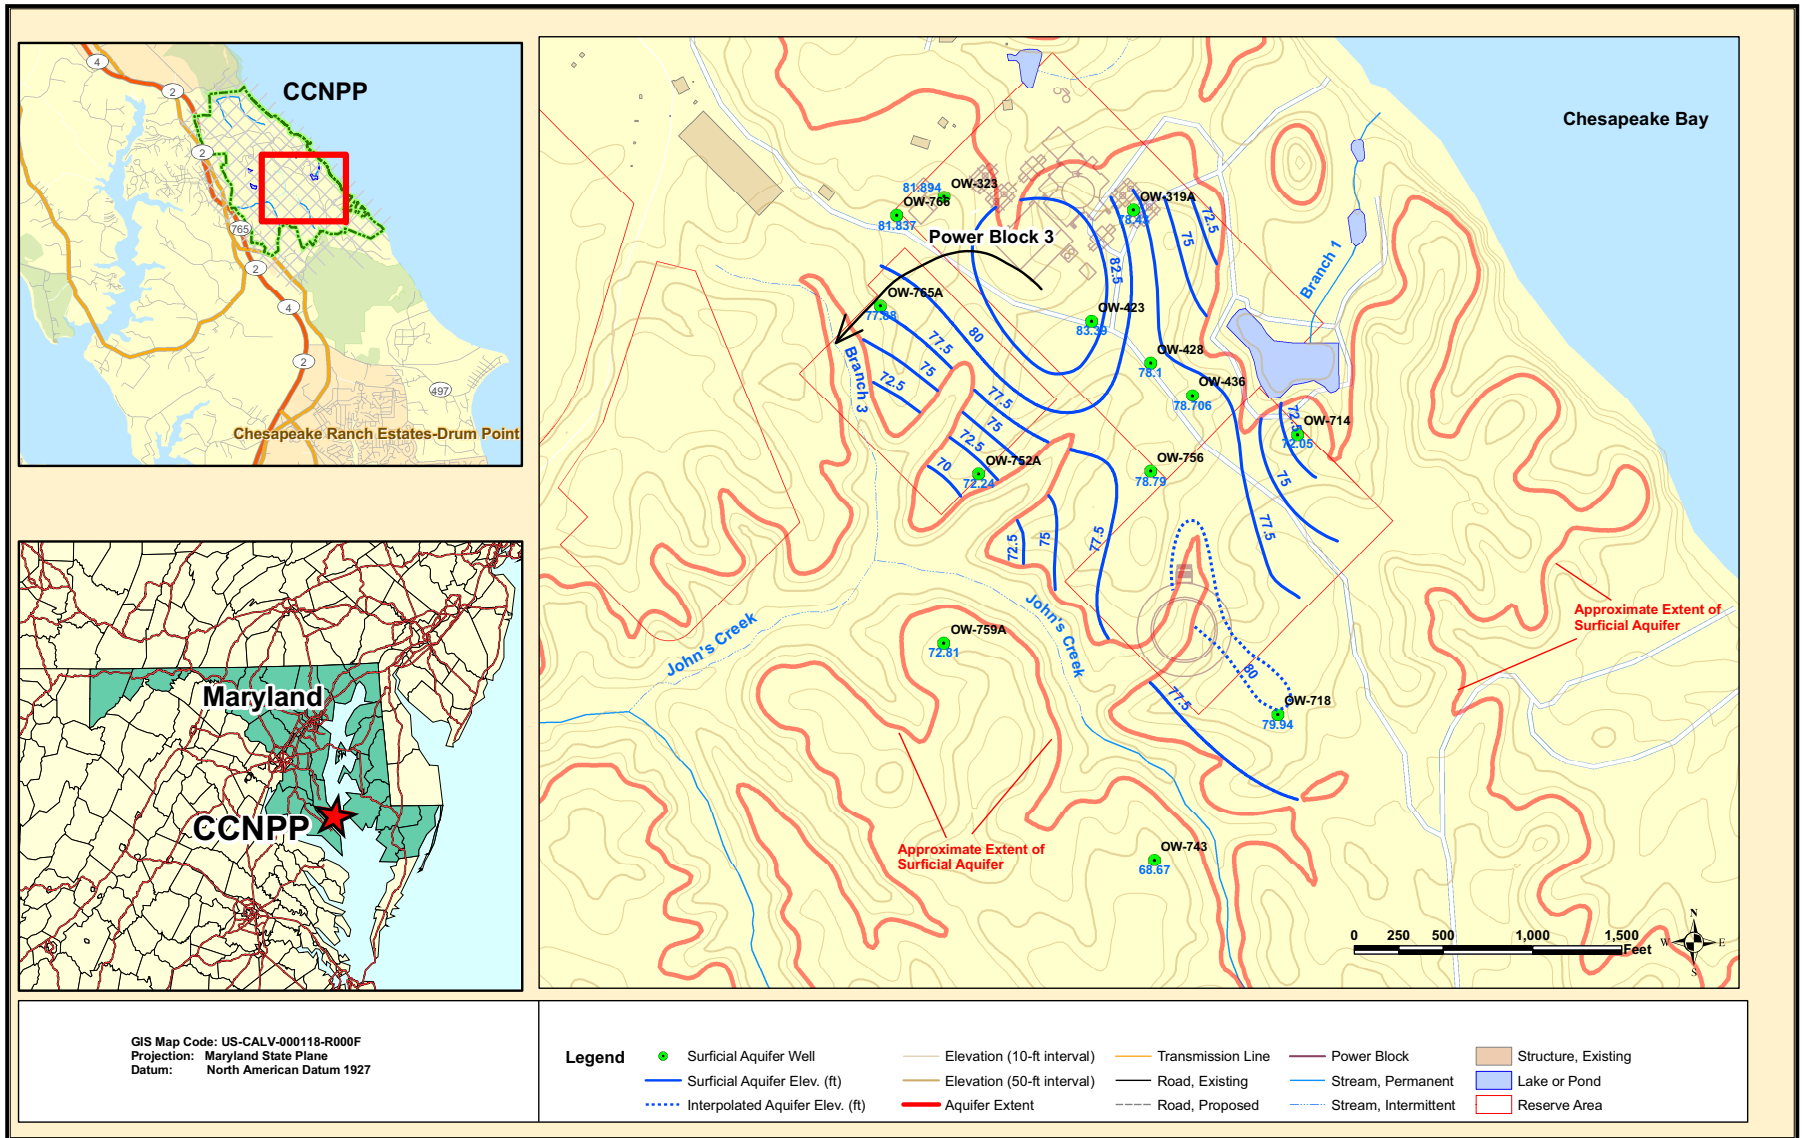 CCNPP
4
2
2
765
2
4
2
497
Chesapeake Ranch Estates-Drum Point
Maryland
CCNPP
Chesapeake Bay
81.894
OW-323
OW-766
81.837
OW-319A
78.43
72.5
75
Power Block 3
82.5
Branch 1
OW-765A
77.88
80
77.5
75
72.5
Branch 3
OW-423
83.39
OW-428
78.1
OW-436
78.706
77.5
75
72.5
70
OW-752A
72.24
72.5
OW-714
72.05
75
OW-756
78.79
77.5
77.5
75
72.5
John's Creek
John's Creek
OW-759A
72.81
80
OW-718
79.94
77.5
Approximate Extent of
Surficial Aquifer
Approximate Extent of
Surficial Aquifer
OW-743
68.67
0 250 500 1,000 1,500
Feet
N
W
E
S
GIS Map Code: US-CALV-000118-R000F
Projection: Maryland State Plane
Datum: North American Datum 1927
Legend
Surficial Aquifer Well
Surficial Aquifer Elev. (ft)
Interpolated Aquifer Elev. (ft)
Elevation (10-ft interval)
Elevation (50-ft interval)
Aquifer Extent
Transmission Line
Road, Existing
Road, Proposed
Power Block
Stream, Permanent
Stream, Intermittent
Structure, Existing
Lake or Pond
Reserve Area